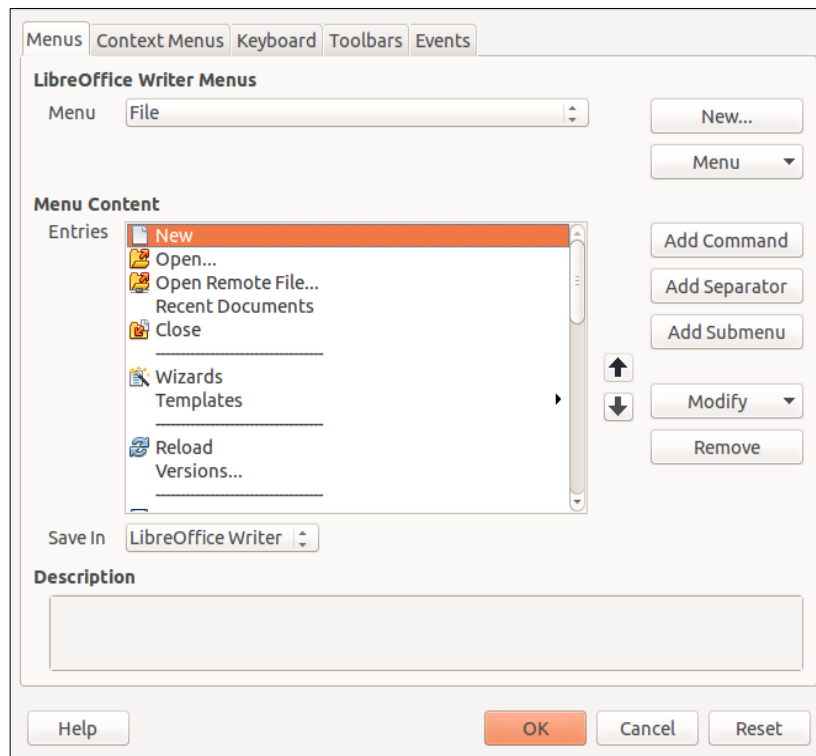 Menus Context Menus Keyboard Toolbars Events
LibreOffice Writer Menus
Menu File New...
Menu
Menu Content
Entries New Add Command
Open...
Open Remote File... Add Separator
Recent Documents
Close Add Submenu
Wizards
Templates Modify
Reload Remove
Versions...
Save In LibreOffice Writer
Description
Help OK Cancel Reset